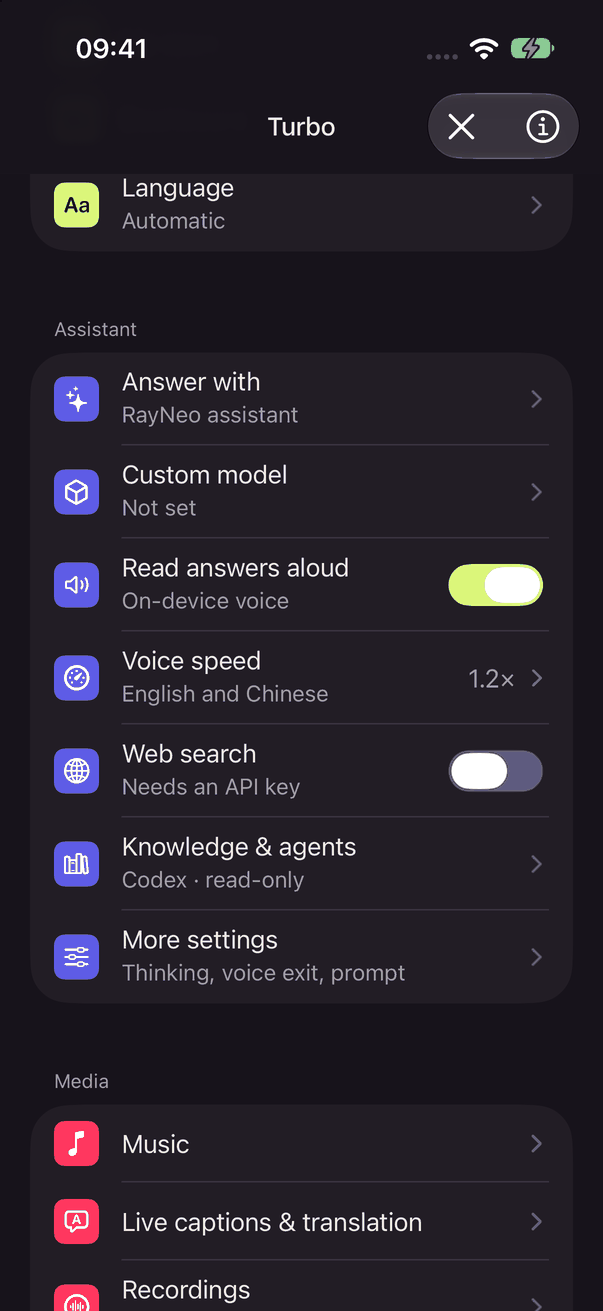 09:41
Turbo
Aa
Language
Automatic
Assistant
Answer with
RayNeo assistant
Custom model
Not set
Read answers aloud
On-device voice
Voice speed
English and Chinese
1.2×
Web search
Needs an API key
Knowledge & agents
Codex · read-only
More settings
Thinking, voice exit, prompt
Media
Music
A
Live captions & translation
Recordings